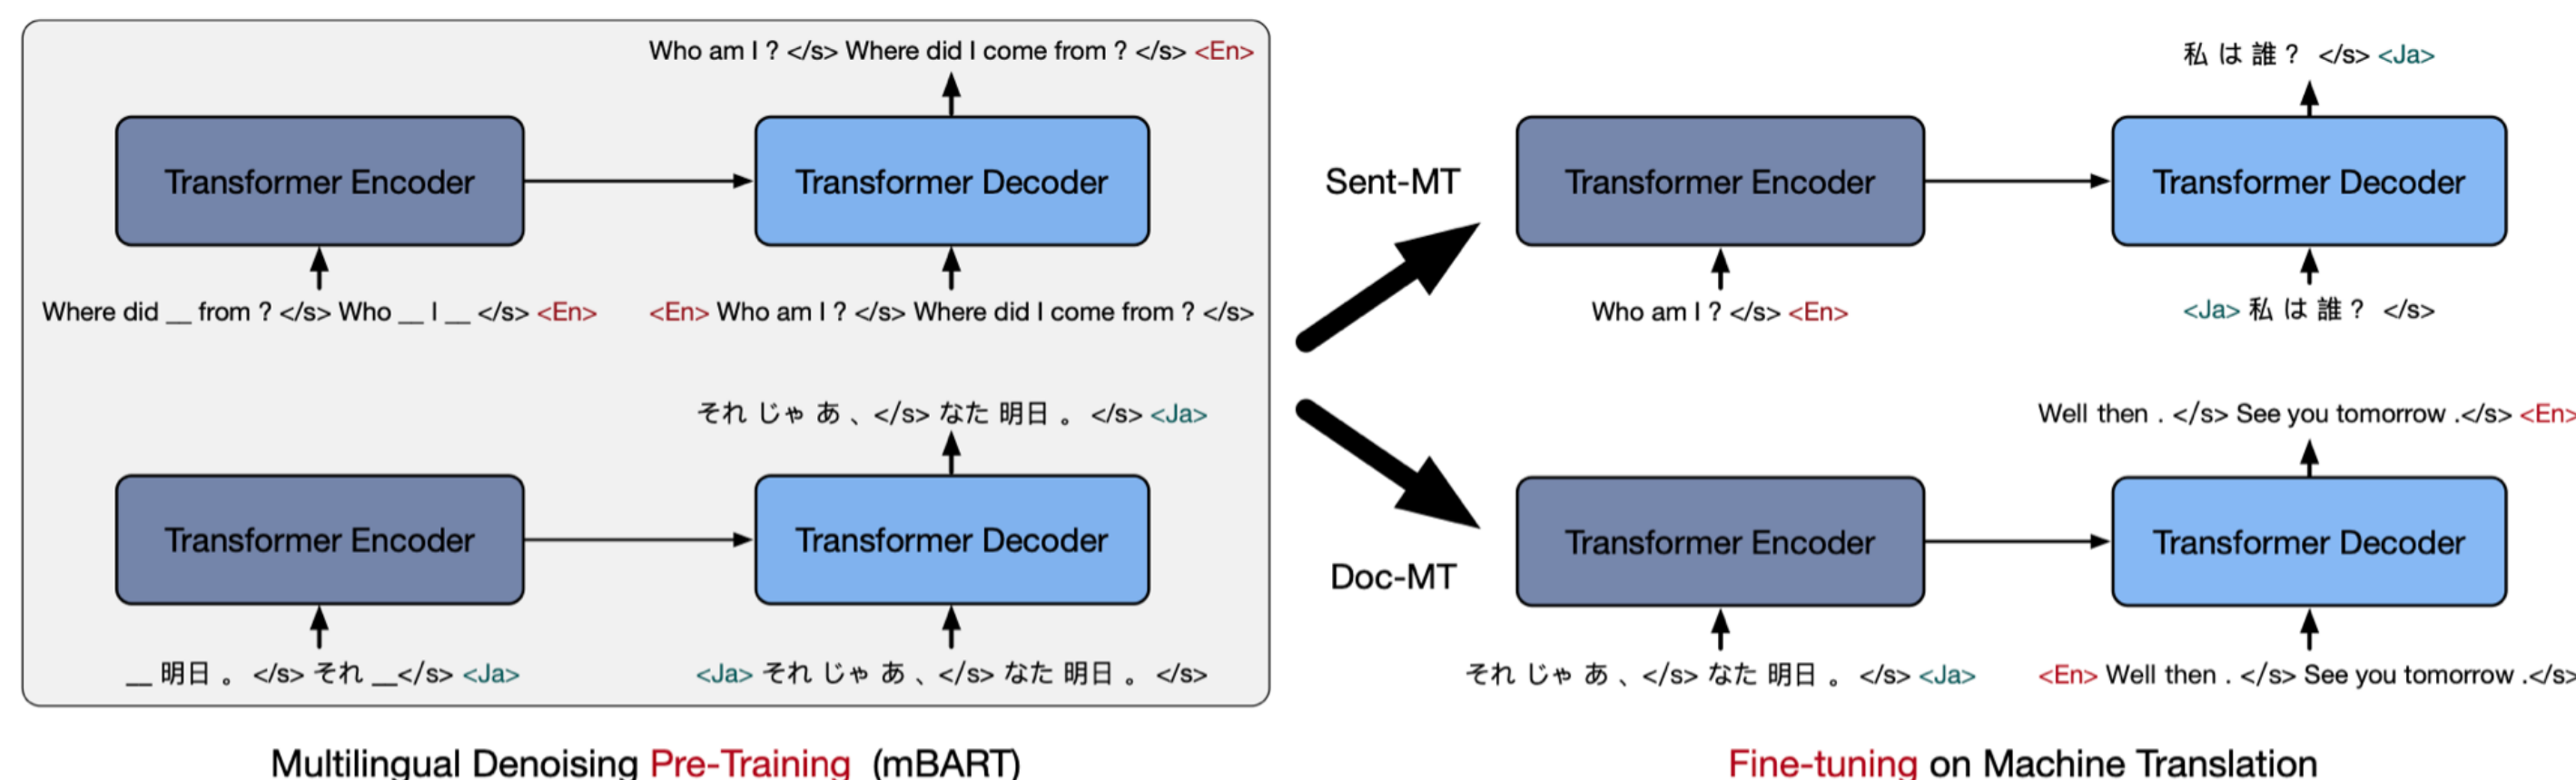 Who am I ? </s> Where did I come from ? </s> <En>
Transformer Encoder
Transformer Decoder
Where did __ from ? </s> Who __ I __ </s> <En>
<En> Who am I ? </s> Where did I come from ? </s>
それ じゃ あ 、</s> なた 明日 。 </s> <Ja>
Transformer Encoder
Transformer Decoder
__ 明日 。 </s> それ __</s> <Ja>
<Ja> それ じゃ あ 、</s> なた 明日 。 </s>
Multilingual Denoising Pre-Training (mBART)
Sent-MT
Doc-MT
私 は 誰 ? </s> <Ja>
Transformer Encoder
Transformer Decoder
Who am I ? </s> <En>
<Ja> 私 は 誰 ? </s>
Well then . </s> See you tomorrow .</s> <En>
Transformer Encoder
Transformer Decoder
それ じゃ あ 、</s> なた 明日 。 </s> <Ja>
<En> Well then . </s> See you tomorrow .</s>
Fine-tuning on Machine Translation